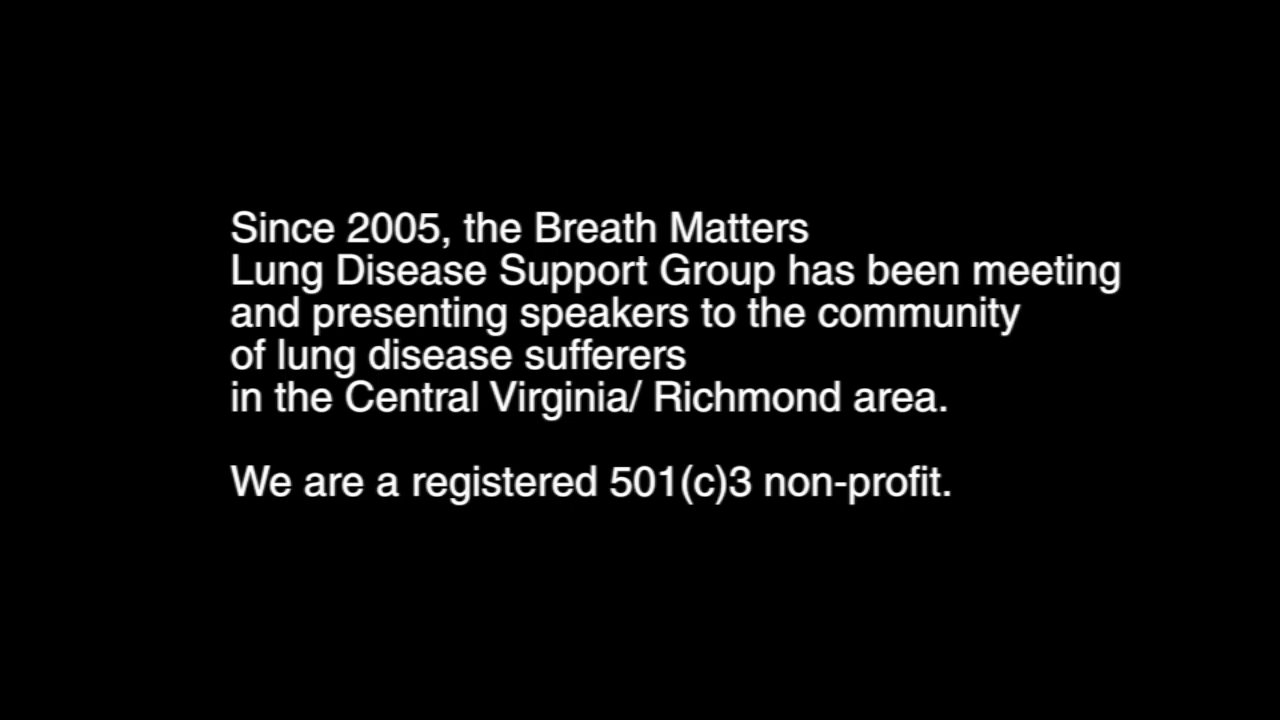 Since 2005, the Breath Matters
Lung Disease Support Group has been meeting
and presenting speakers to the community
of lung disease sufferers
in the Central Virginia/ Richmond area.
We are a registered 501(c)3 non-profit.